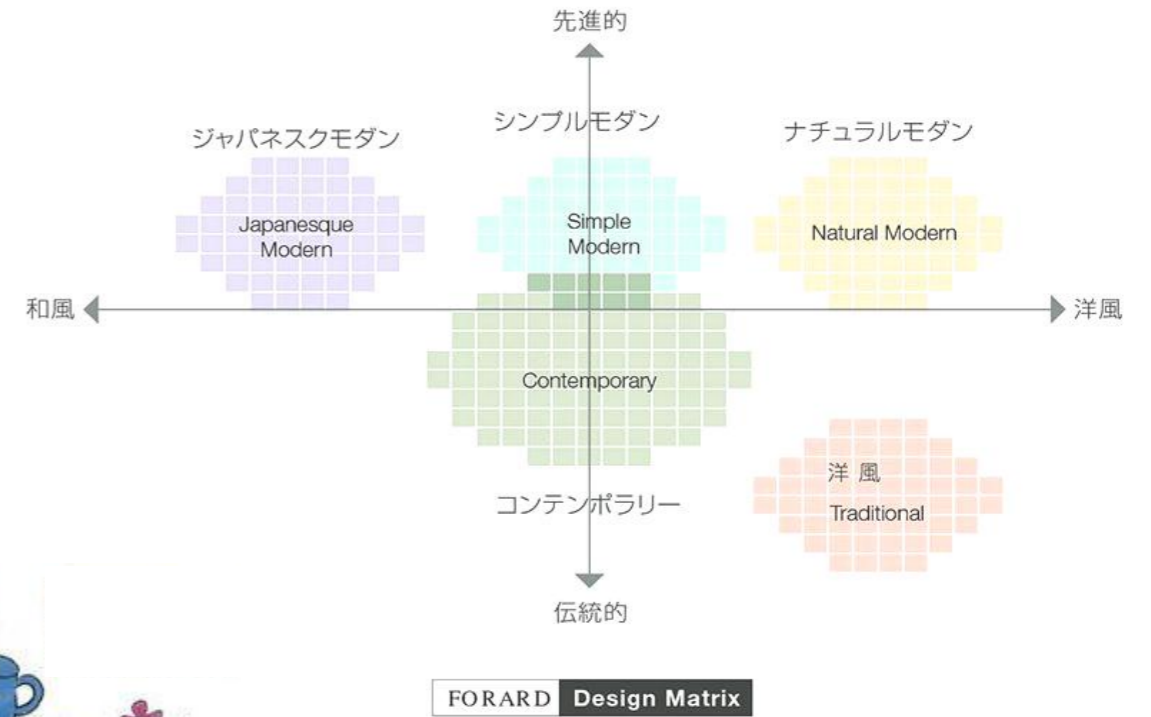 先進的
シンプルモダン
ジャパネスクモダン
ナチュラルモダン
Japanesque
Modern
Simple
Modern
Natural Modern
和風
洋風
Contemporary
洋 風
Traditional
コンテンポラリー
伝統的
FORARD Design Matrix